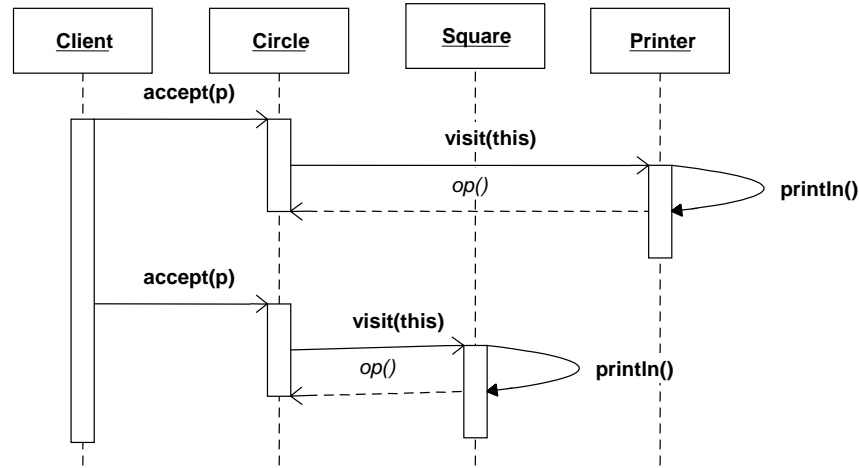 Client
Circle
Square
Printer
accept(p)
visit(this)
op()
println()
accept(p)
visit(this)
op()
println()